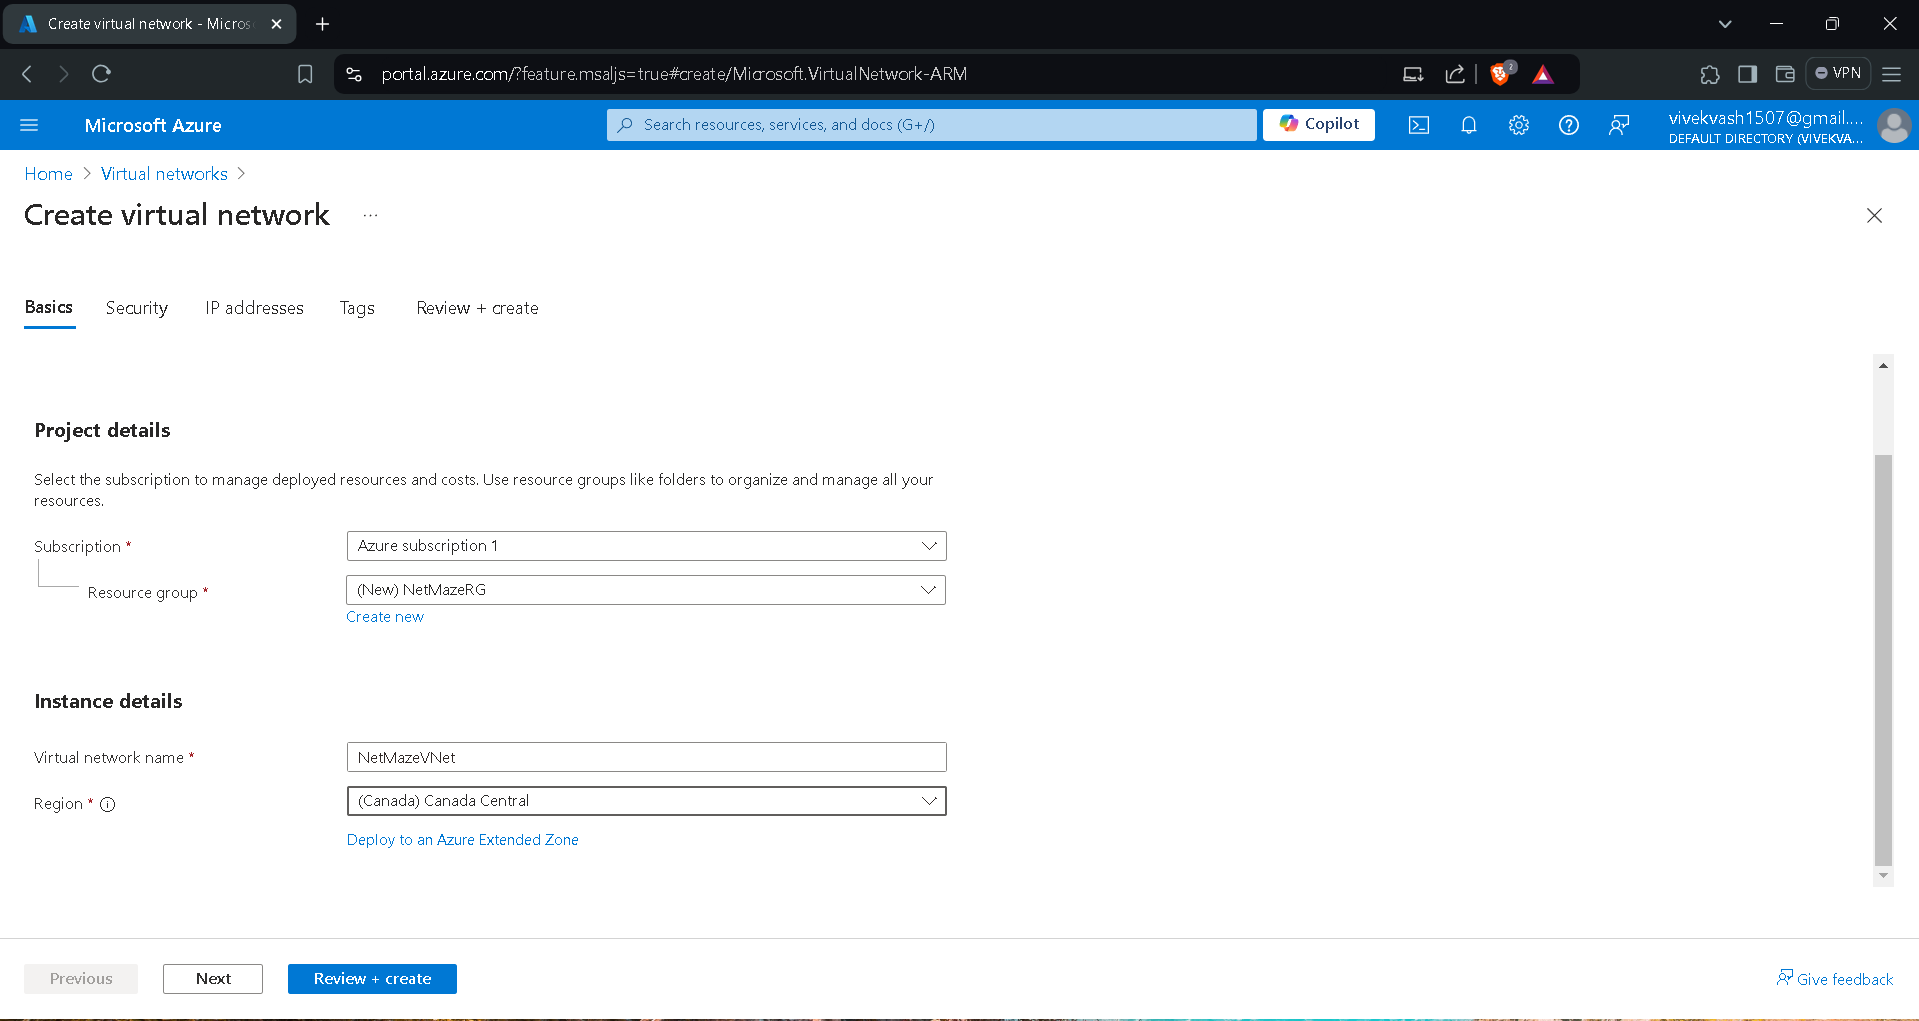 Create virtual network - Micros
portal.azure.com/?feature.msaljs=true#create/Microsoft.VirtualNetwork-ARM
2
VPN
Microsoft Azure
Search resources, services, and docs (G+/)
Copilot
vivekvash1507@gmail....
DEFAULT DIRECTORY (VIVEKVA...
Home > Virtual networks >
Create virtual network ...
Basics Security IP addresses Tags Review + create
Project details
Select the subscription to manage deployed resources and costs. Use resource groups like folders to organize and manage all your
resources.
Subscription * Azure subscription 1
Resource group * (New) NetMazeRG
Create new
Instance details
Virtual network name * NetMazeVNet
Region * (Canada) Canada Central
Deploy to an Azure Extended Zone
Previous Next Review + create Give feedback